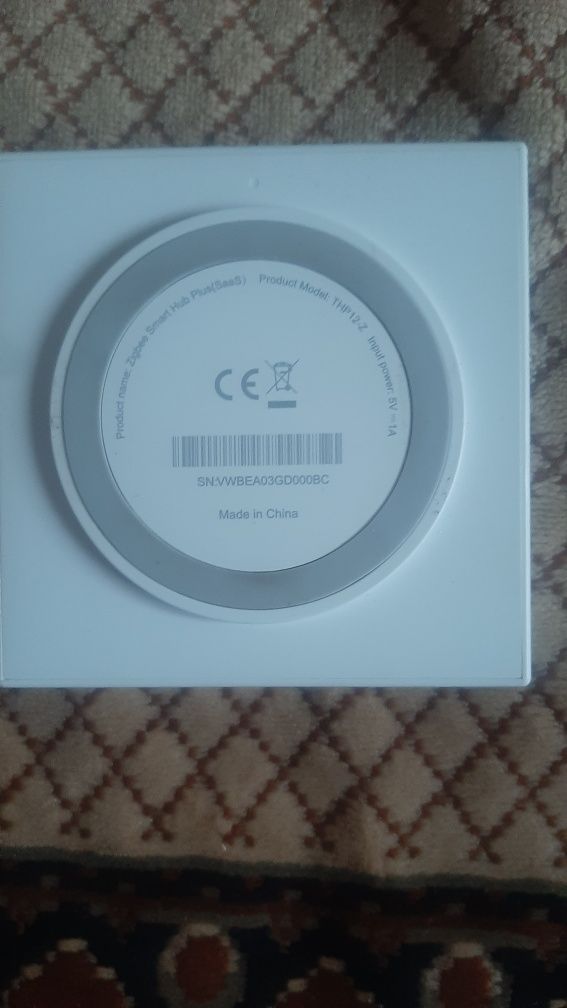 Product name: Zigbee Smart Hub Plus(SaaS) Product Model: THP12-Z Input power: 5V⎓1A
CE
SN:VWBEA03GD000BC
Made in China